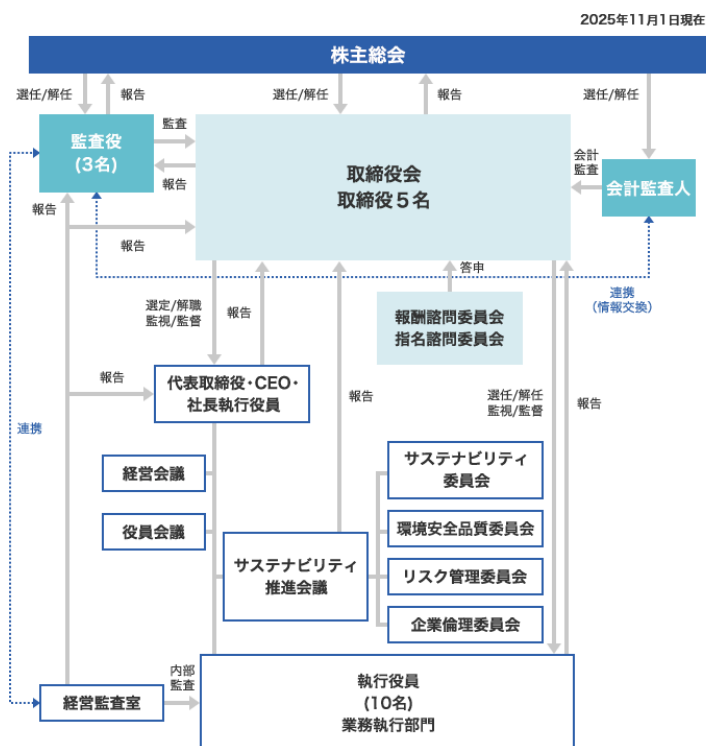 2025年11月1日現在
株主総会
選任/解任
報告
選任/解任
報告
選任/解任
監査役
(3名)
監査
報告
取締役会
取締役5名
会計
監査
会計監査人
報告
報告
答申
連携
(情報交換)
選定/解職
監視/監督
報告
報酬諮問委員会
指名諮問委員会
報告
代表取締役・CEO・
社長執行役員
報告
選任/解任
監視/監督
報告
連携
経営会議
サステナビリティ
委員会
役員会議
環境安全品質委員会
サステナビリティ
推進会議
リスク管理委員会
企業倫理委員会
経営監査室
内部
監査
執行役員
(10名)
業務執行部門